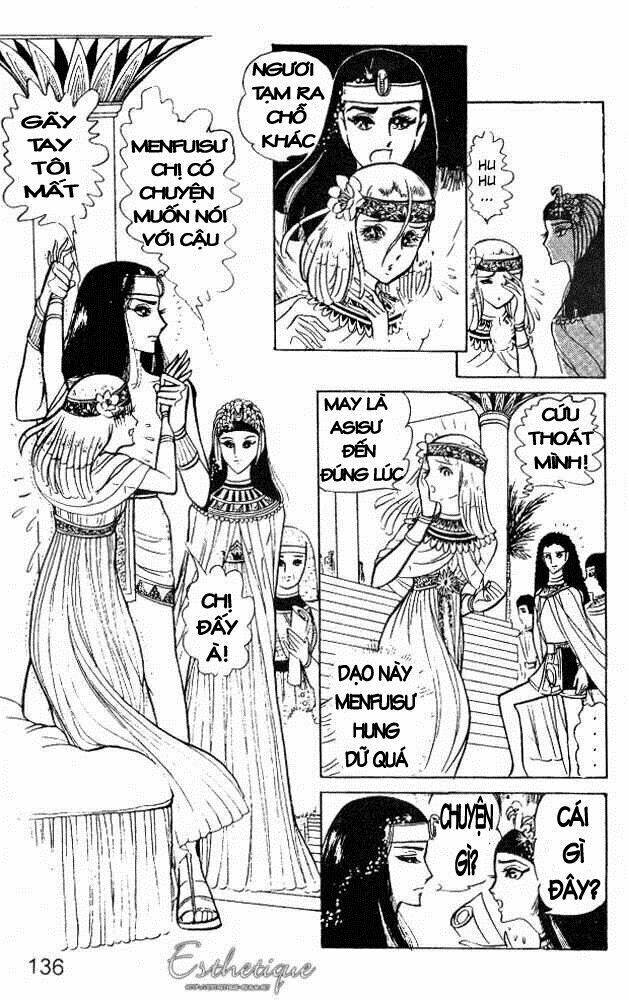 GÃY
TAY
TÔI
MẤT
MENFUISƯ
CHỊ CÓ
CHUYỆN
MUỐN NÓI
VỚI CẬU
CHỊ
ĐẤY
À!
NGƯƠI
TẠM RA
CHỖ
KHÁC
HU
HU
...
MAY LÀ
ASISƯ
ĐẾN
ĐÚNG LÚC
CỨU
THOÁT
MÌNH!
DẠO NÀY
MENFUISƯ
HUNG
DỮ QUÁ
CHUYỆN
GÌ?
CÁI
GÌ
ĐÂY?
136
Esthetique